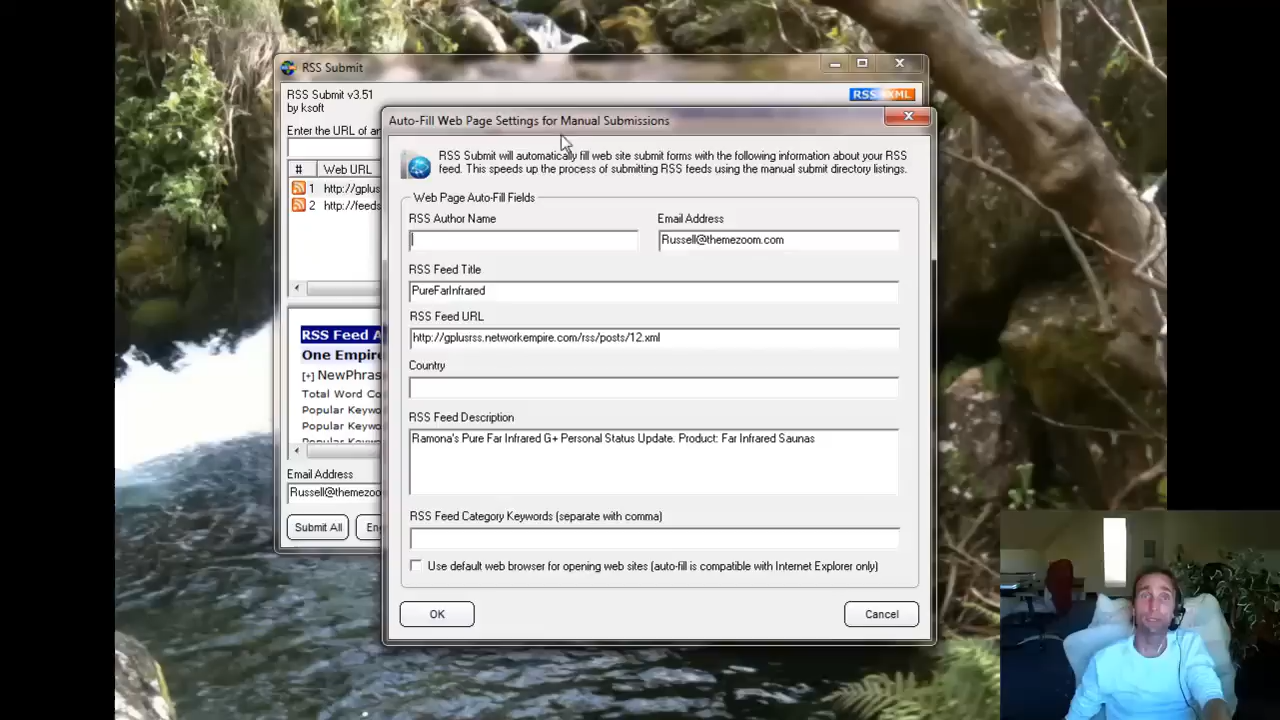 RSS Submit
RSS Submit v3.51
by ksoft
RSS XML
Enter the URL of an
# Web URL
1 http://gplus
2 http://feeds
RSS Feed A
One Empire
[+] NewPhras
Total Word Co
Popular Keywo
Popular Keywo
Popular Keywo
Email Address
Russell@themezoo
Submit All
En
Auto-Fill Web Page Settings for Manual Submissions
RSS Submit will automatically fill web site submit forms with the following information about your RSS
feed. This speeds up the process of submitting RSS feeds using the manual submit directory listings.
Web Page Auto-Fill Fields
RSS Author Name
Email Address
Russell@themezoom.com
RSS Feed Title
PureFarInfrared
RSS Feed URL
http://gplusrss.networkempire.com/rss/posts/12.xml
Country
RSS Feed Description
Ramona's Pure Far Infrared G+ Personal Status Update. Product: Far Infrared Saunas
RSS Feed Category Keywords (separate with comma)
Use default web browser for opening web sites (auto-fill is compatible with Internet Explorer only)
OK
Cancel